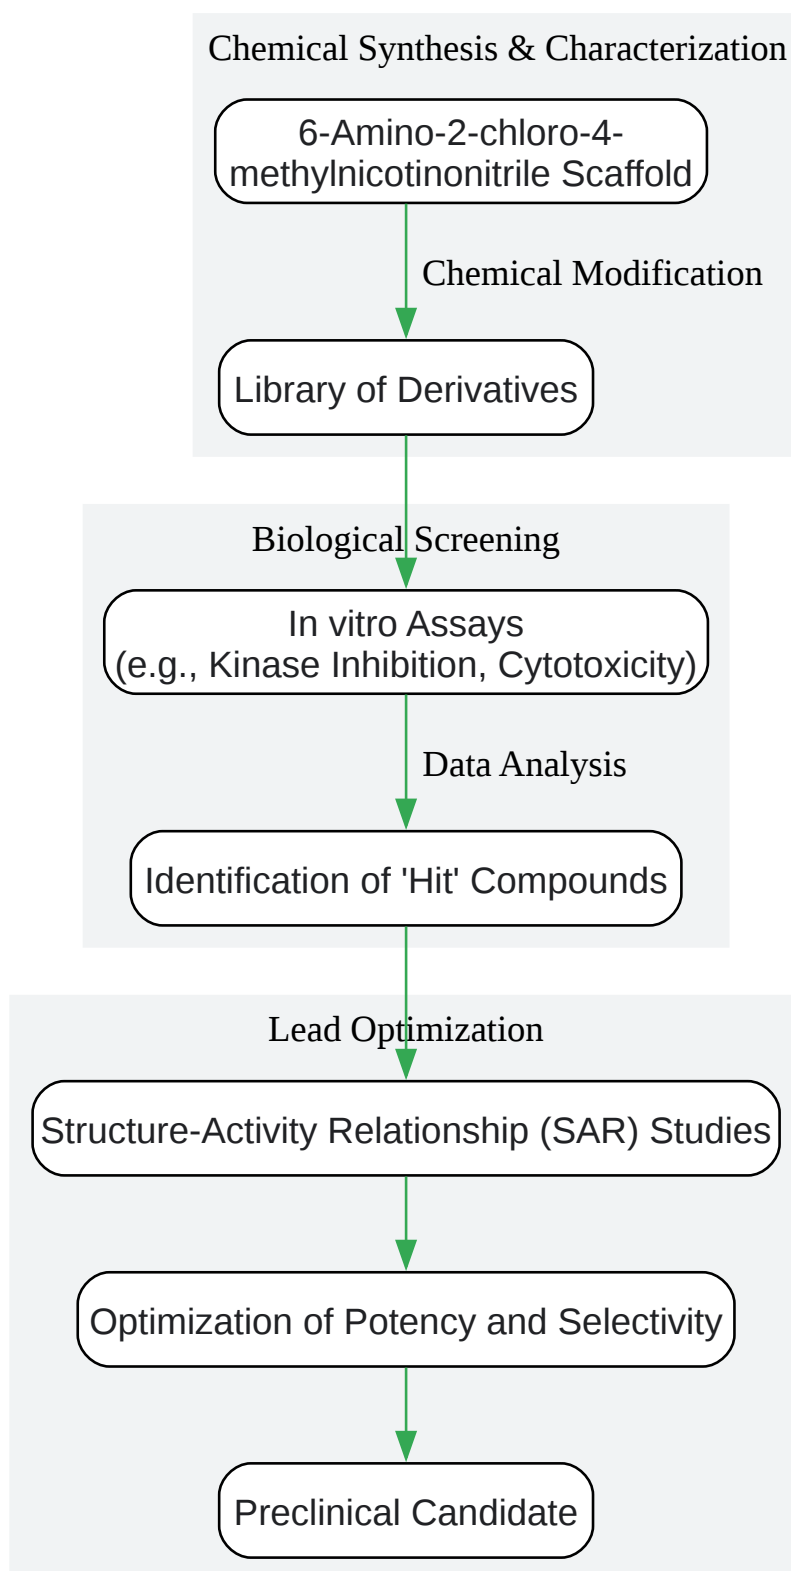 Chemical Synthesis & Characterization
6-Amino-2-chloro-4-
methylnicotinonitrile Scaffold
Chemical Modification
Library of Derivatives
Biological Screening
In vitro Assays
(e.g., Kinase Inhibition, Cytotoxicity)
Data Analysis
Identification of 'Hit' Compounds
Lead Optimization
Structure-Activity Relationship (SAR) Studies
Optimization of Potency and Selectivity
Preclinical Candidate